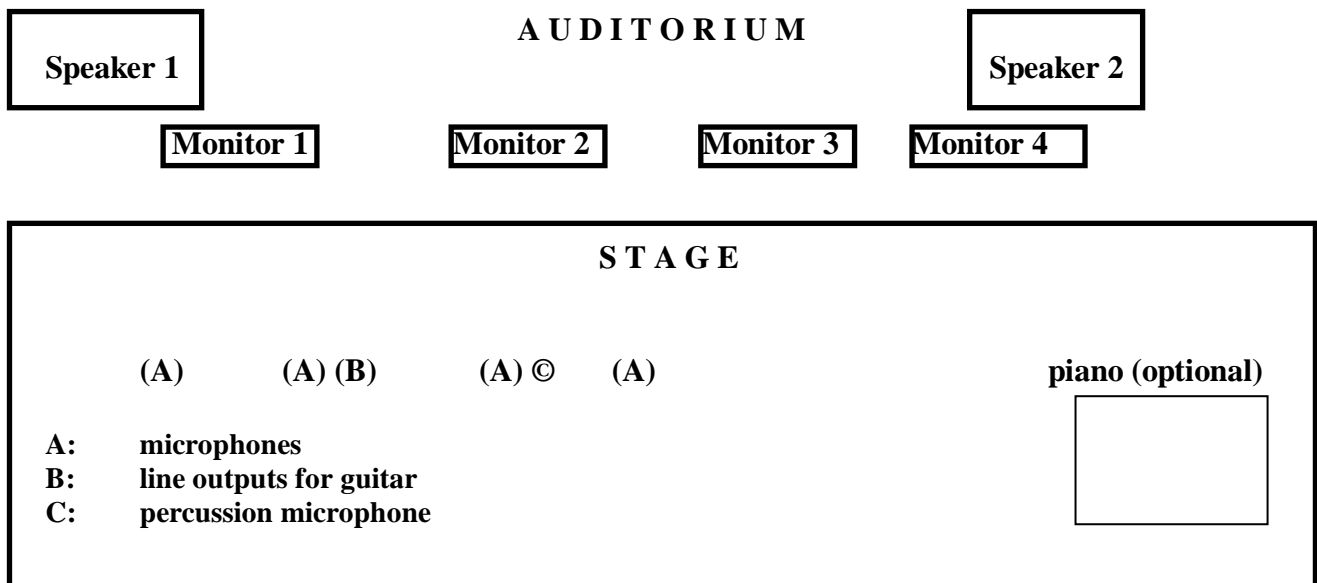 A U D I T O R I U M
Speaker 1 Speaker 2
Monitor 1 Monitor 2 Monitor 3 Monitor 4
S T A G E
(A) (A) (B) (A) © (A) piano (optional)
A: microphones
B: line outputs for guitar
C: percussion microphone